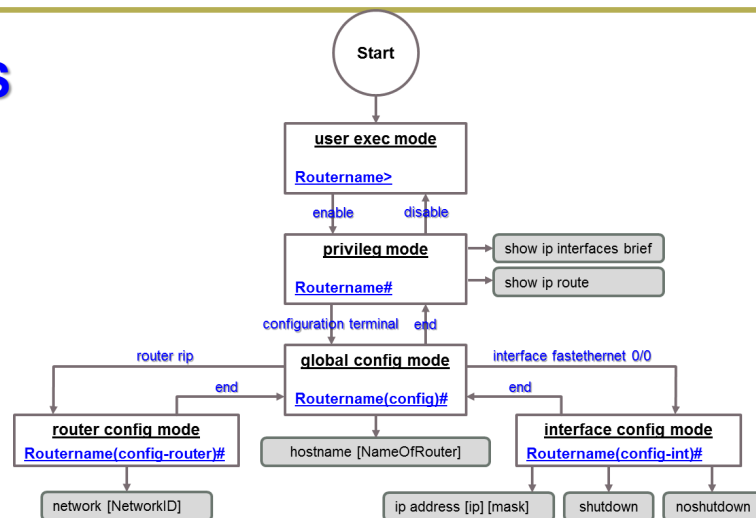 s
Start
user exec mode
Routername>
enable
disable
privileg mode
Routername#
show ip interfaces brief
show ip route
configuration terminal
end
router rip
global config mode
Routername(config)#
interface fastethernet 0/0
end
end
router config mode
Routername(config-router)#
hostname [NameOfRouter]
interface config mode
Routername(config-int)#
network [NetworkID]
ip address [ip] [mask]
shutdown
noshutdown